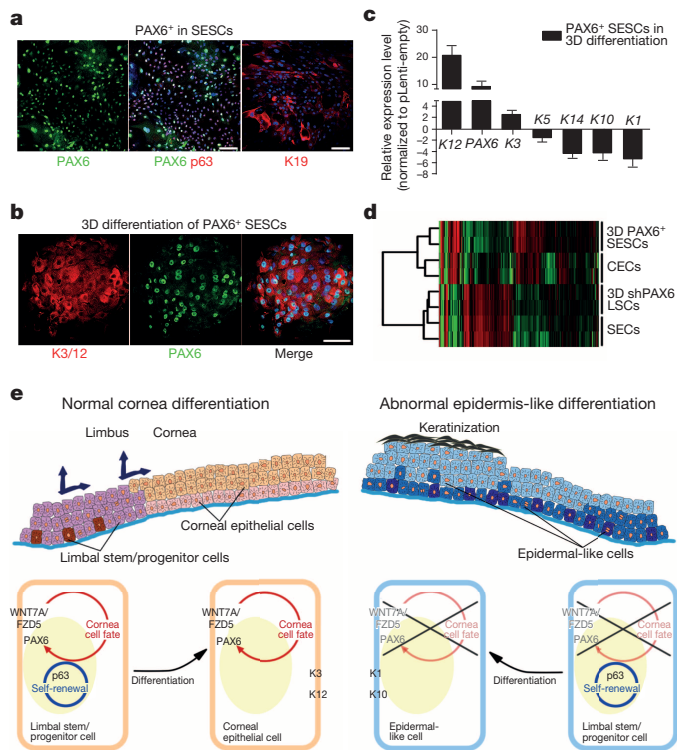 a
PAX6⁺ in SESCs
PAX6
PAX6 p63
K19
b
3D differentiation of PAX6⁺ SESCs
K3/12
PAX6
Merge
c
Relative expression level
(normalized to pLenti-empty)
PAX6⁺ SESCs in
3D differentiation
30
20
10
6
4
2
0
−2
−4
−6
−8
K12
PAX6
K3
K5
K14
K10
K1
d
3D PAX6⁺
SESCs
CECs
3D shPAX6
LSCs
SECs
e
Normal cornea differentiation
Limbus
Cornea
Corneal epithelial cells
Limbal stem/progenitor cells
WNT7A/
FZD5
Cornea
cell fate
PAX6
p63
Self-renewal
Limbal stem/
progenitor cell
Differentiation
WNT7A/
FZD5
Cornea
cell fate
PAX6
K3
K12
Corneal
epithelial cell
Abnormal epidermis-like differentiation
Keratinization
Epidermal-like cells
WNT7A/
FZD5
Cornea
cell fate
PAX6
K1
K10
Epidermal-
like cell
Differentiation
WNT7A/
FZD5
Cornea
cell fate
PAX6
p63
Self-renewal
Limbal stem/
progenitor cell